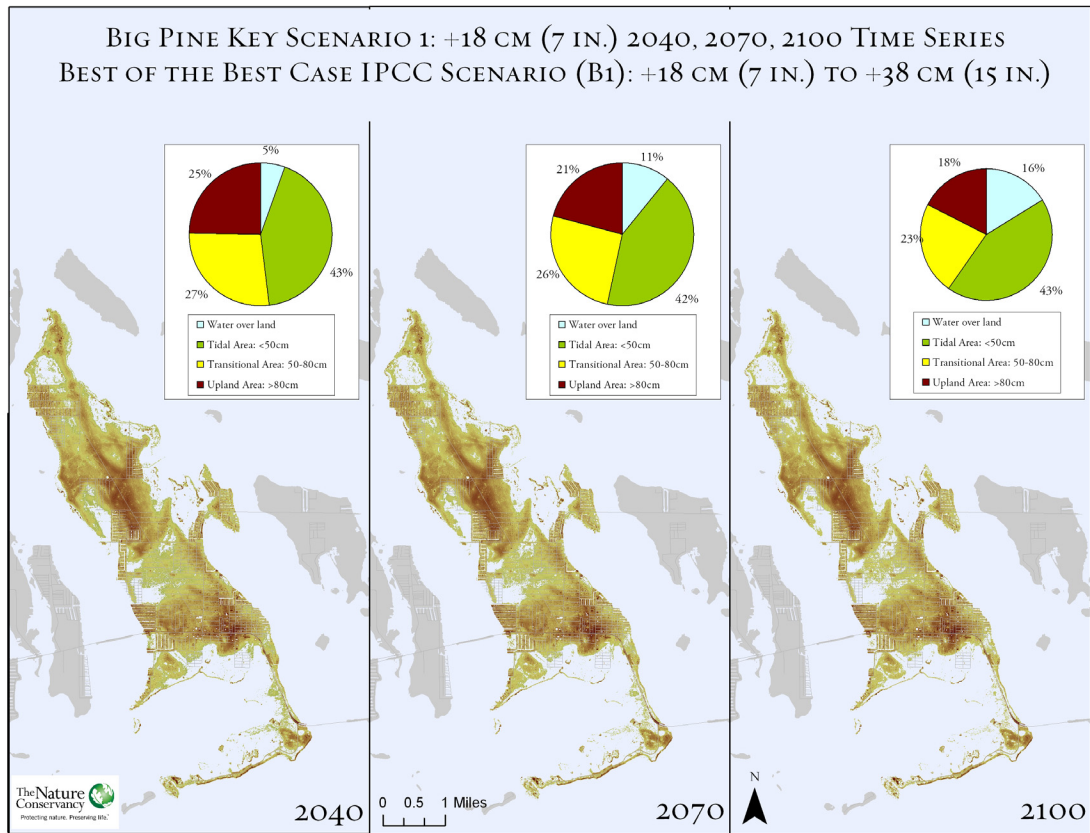 Big Pine Key Scenario 1: +18 cm (7 in.) 2040, 2070, 2100 Time Series
Best of the Best Case IPCC Scenario (B1): +18 cm (7 in.) to +38 cm (15 in.)
5%
25%
43%
27%
Water over land
Tidal Area: <50cm
Transitional Area: 50-80cm
Upland Area: >80cm
11%
21%
42%
26%
Water over land
Tidal Area: <50cm
Transitional Area: 50-80cm
Upland Area: >80cm
16%
18%
23%
43%
Water over land
Tidal Area: <50cm
Transitional Area: 50-80cm
Upland Area: >80cm
The Nature
Conservancy
Protecting nature. Preserving life.®
2040
0 0.5 1 Miles
2070
N
2100